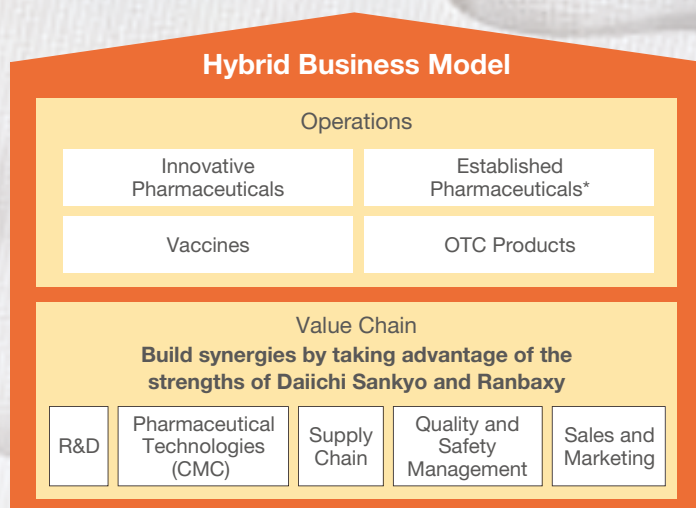 Hybrid Business Model
Operations
Innovative
Pharmaceuticals
Established
Pharmaceuticals*
Vaccines
OTC Products
Value Chain
Build synergies by taking advantage of the
strengths of Daiichi Sankyo and Ranbaxy
R&D
Pharmaceutical
Technologies
(CMC)
Supply
Chain
Quality and
Safety
Management
Sales and
Marketing